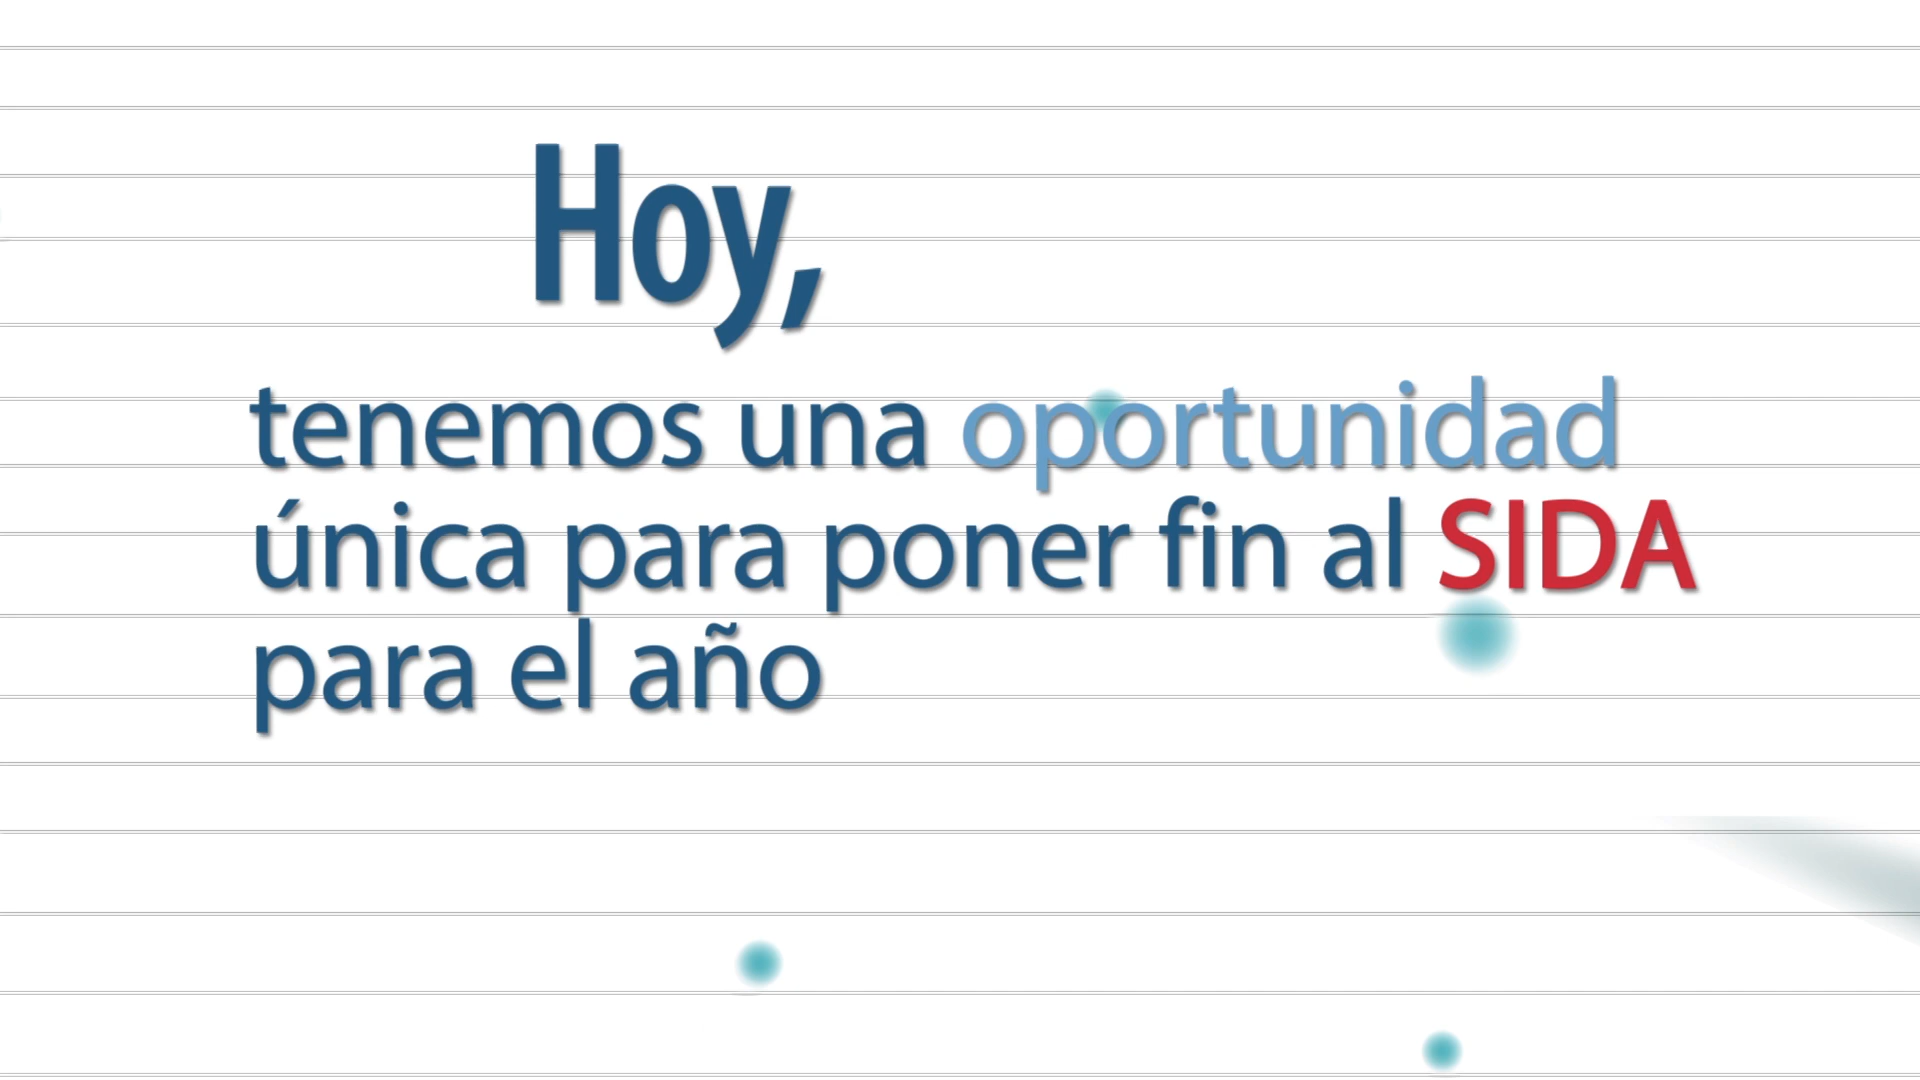 Hoy,
tenemos una oportunidad
única para poner fin al SIDA
para el año